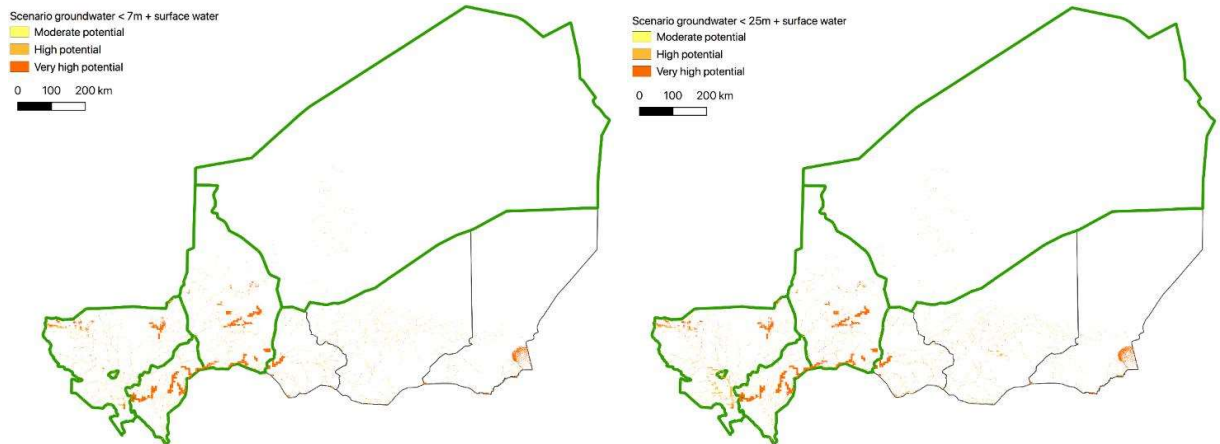 Scenario groundwater < 7m + surface water
Moderate potential
High potential
Very high potential
0 100 200 km
Scenario groundwater < 25m + surface water
Moderate potential
High potential
Very high potential
0 100 200 km